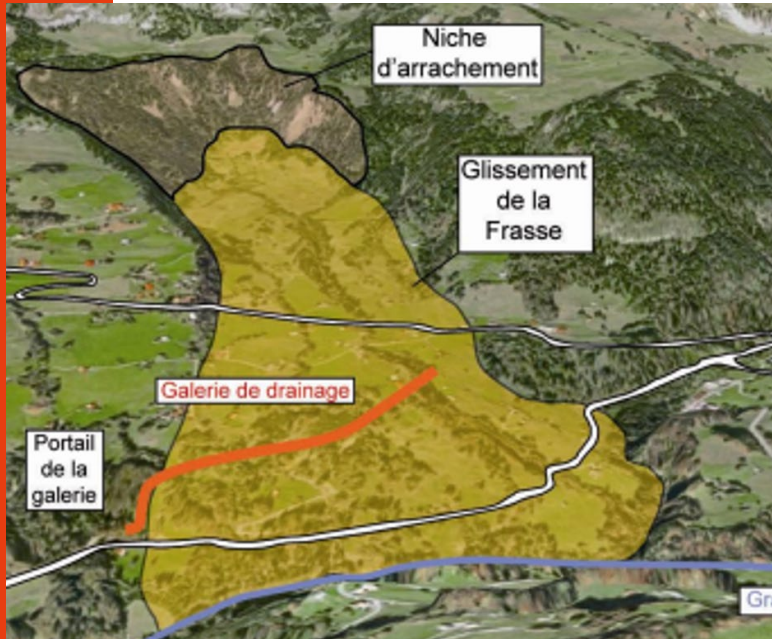 Niche
d'arrachement
Glissement
de la
Frasse
Galerie de drainage
Portail
de la
galerie